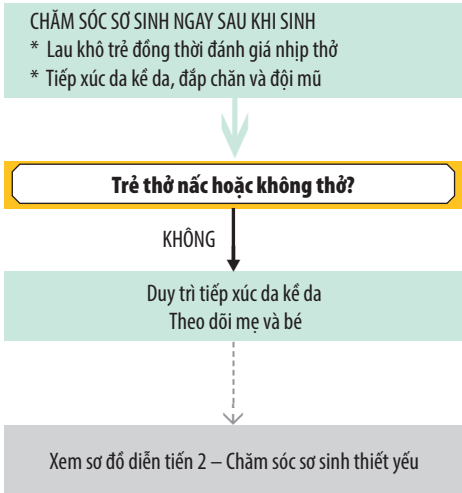 CHĂM SÓC SƠ SINH NGAY SAU KHI SINH
* Lau khô trẻ đồng thời đánh giá nhịp thở
* Tiếp xúc da kề da, đắp chăn và đội mũ
Trẻ thở nấc hoặc không thở?
KHÔNG
Duy trì tiếp xúc da kề da
Theo dõi mẹ và bé
Xem sơ đồ diễn tiến 2 – Chăm sóc sơ sinh thiết yếu